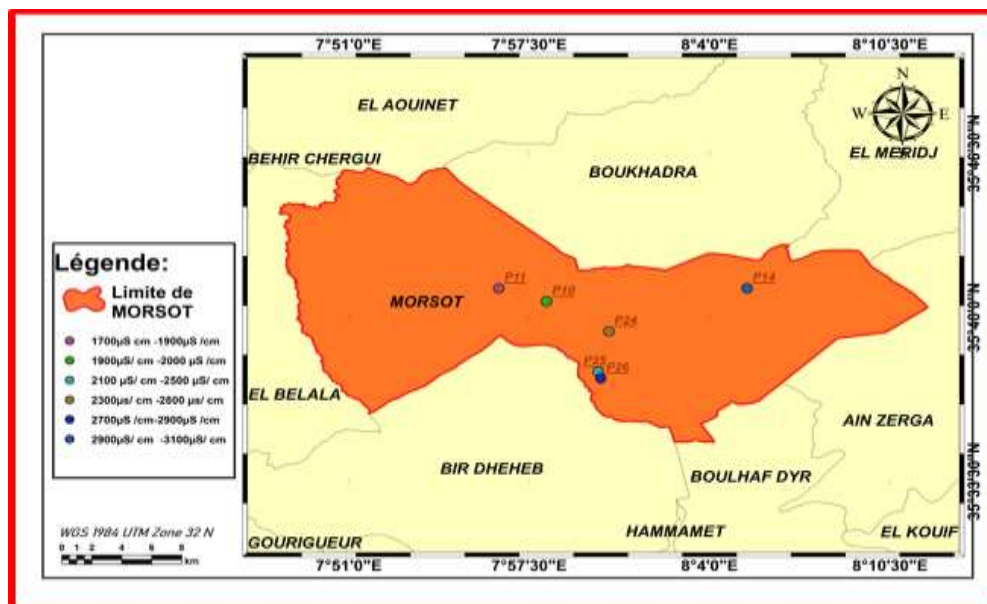 7°51'0"E 7°57'30"E 8°4'0"E 8°10'30"E
N
W E
S
EL AOUINET
EL MERIDJ
BEHIR CHERGUI
BOUKHADRA
35°46'30"N
Légende:
Limite de
MORSOT
1700µS cm -1900µS /cm
1900µS/ cm -2000 µS /cm
2100 µS/ cm -2500 µS/ cm
2300µs/ cm -2600 µs/ cm
2700µS/ cm-2900µS/ cm
2900µS/ cm -3100µS/ cm
P11
P10
P14
MORSOT
P24
35°40'0"N
P25
P26
EL BELALA
AIN ZERGA
BIR DHEHEB
BOULHAF DYR
35°33'30"N
HAMMAMET
EL KOUIF
GOURIGUEUR
WGS 1984 UTM Zone 32 N
0 1 2 4 6 8
km
7°51'0"E 7°57'30"E 8°4'0"E 8°10'30"E